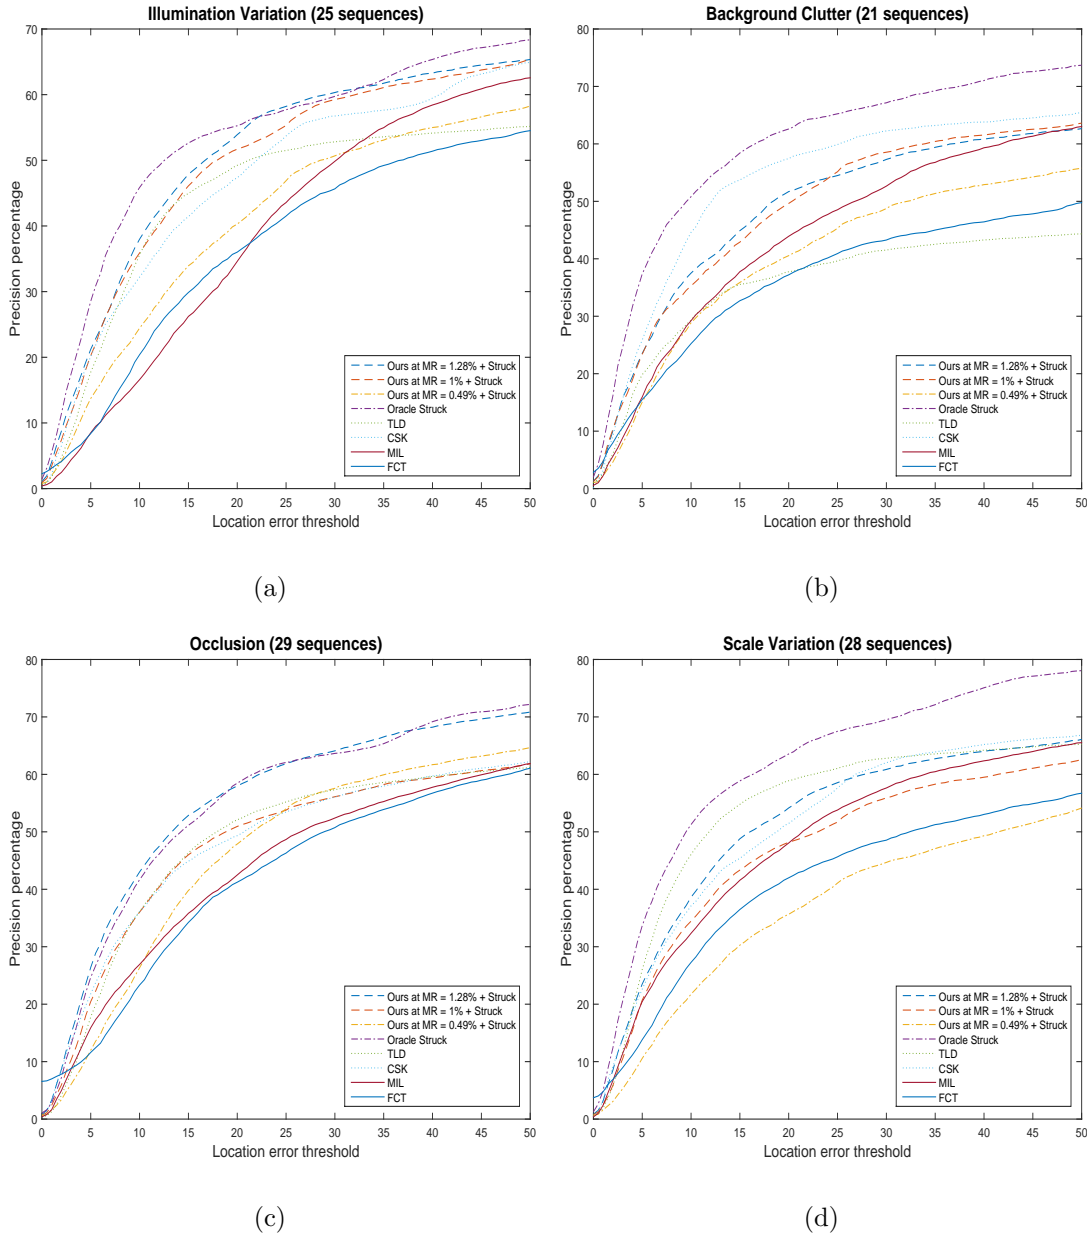 Illumination Variation (25 sequences)
70
60
50
40
30
20
10
0
Precision percentage
Ours at MR = 1.28% + Struck
Ours at MR = 1% + Struck
Ours at MR = 0.49% + Struck
Oracle Struck
TLD
CSK
MIL
FCT
0 5 10 15 20 25 30 35 40 45 50
Location error threshold
(a)
Background Clutter (21 sequences)
80
70
60
50
40
30
20
10
0
Precision percentage
Ours at MR = 1.28% + Struck
Ours at MR = 1% + Struck
Ours at MR = 0.49% + Struck
Oracle Struck
TLD
CSK
MIL
FCT
0 5 10 15 20 25 30 35 40 45 50
Location error threshold
(b)
Occlusion (29 sequences)
80
70
60
50
40
30
20
10
0
Precision percentage
Ours at MR = 1.28% + Struck
Ours at MR = 1% + Struck
Ours at MR = 0.49% + Struck
Oracle Struck
TLD
CSK
MIL
FCT
0 5 10 15 20 25 30 35 40 45 50
Location error threshold
(c)
Scale Variation (28 sequences)
80
70
60
50
40
30
20
10
0
Precision percentage
Ours at MR = 1.28% + Struck
Ours at MR = 1% + Struck
Ours at MR = 0.49% + Struck
Oracle Struck
TLD
CSK
MIL
FCT
0 5 10 15 20 25 30 35 40 45 50
Location error threshold
(d)